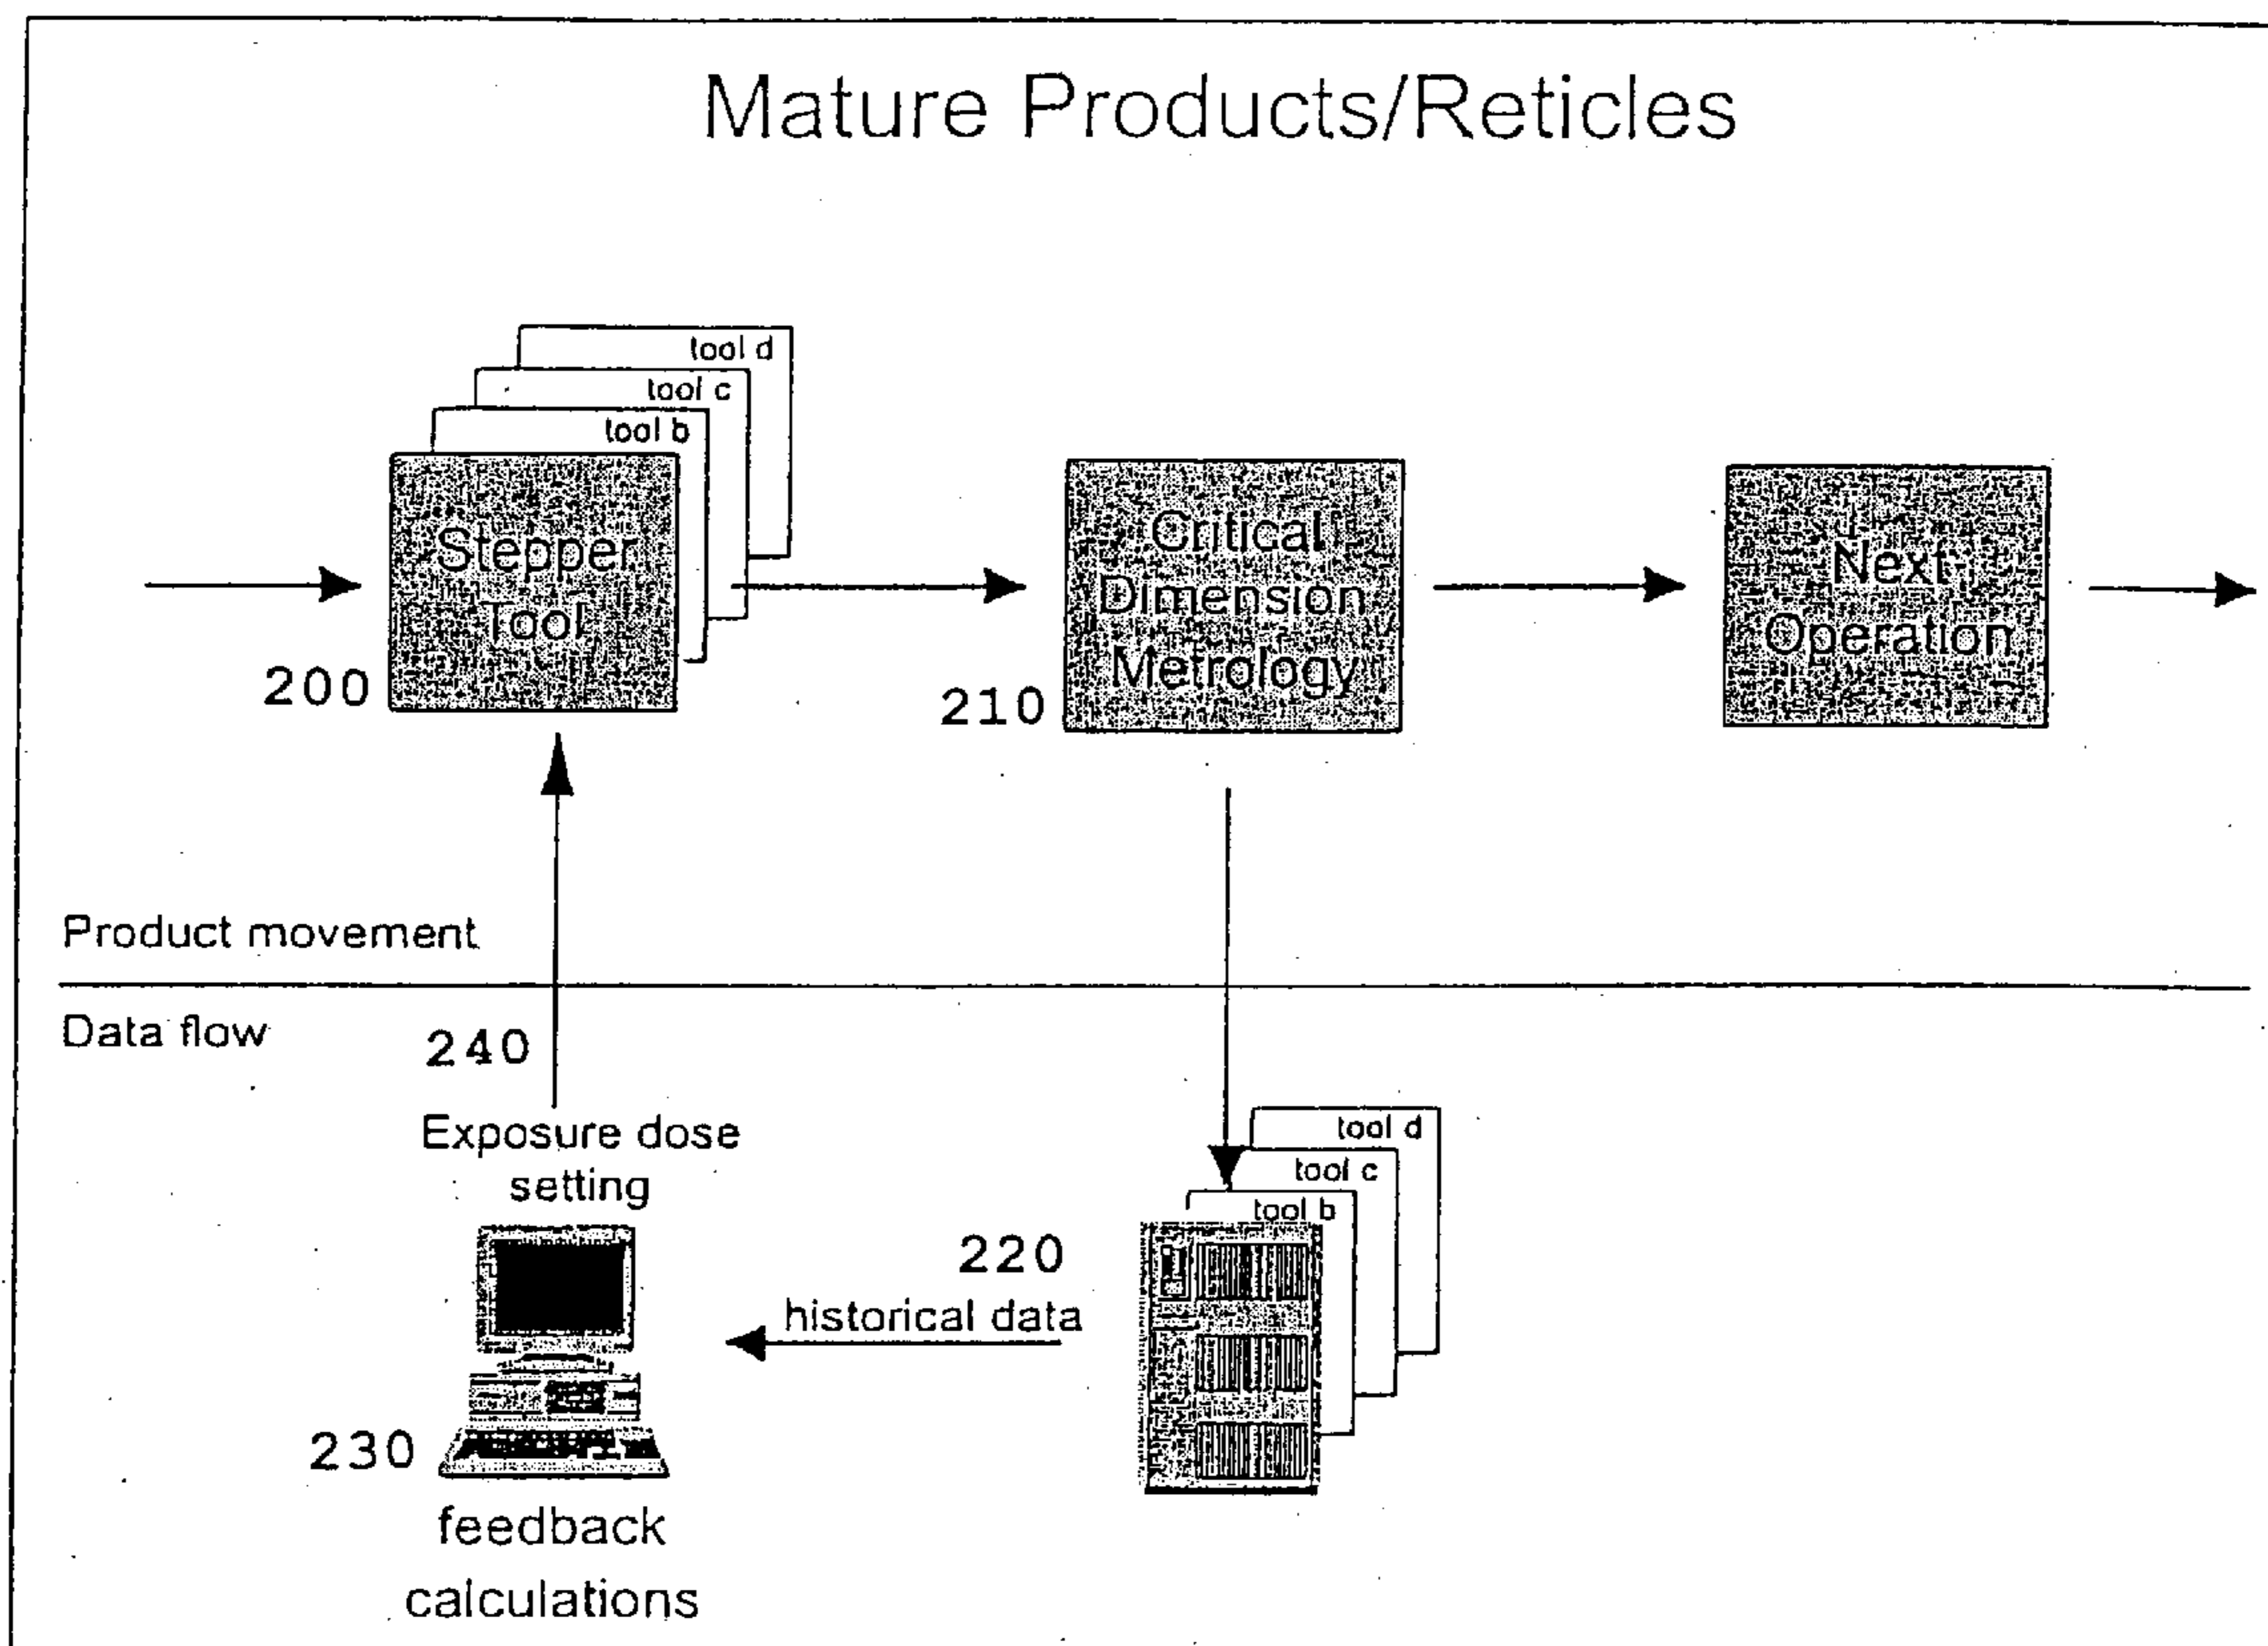 Mature Products/Reticles
tool d
tool c
tool b
Stepper
Tool
200
Critical
Dimension
Metrology
210
Next
Operation
Product movement
Data flow
240
Exposure dose
setting
tool d
tool c
tool b
220
historical data
230
feedback
calculations